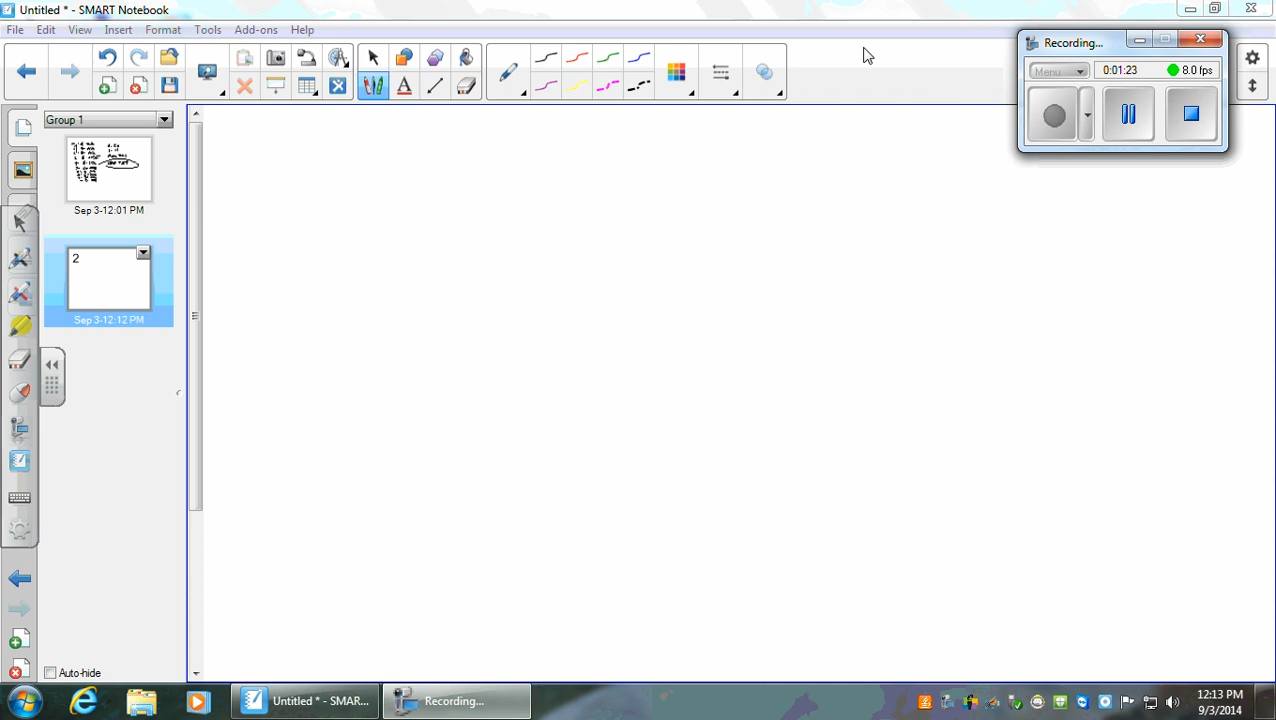 Untitled * - SMART Notebook
File Edit View Insert Format Tools Add-ons Help
Recording...
Menu 0:01:23 8.0 fps
Group 1
Sep 3-12:01 PM
2
Sep 3-12:12 PM
Auto-hide
Untitled * - SMAR... Recording...
12:13 PM
9/3/2014